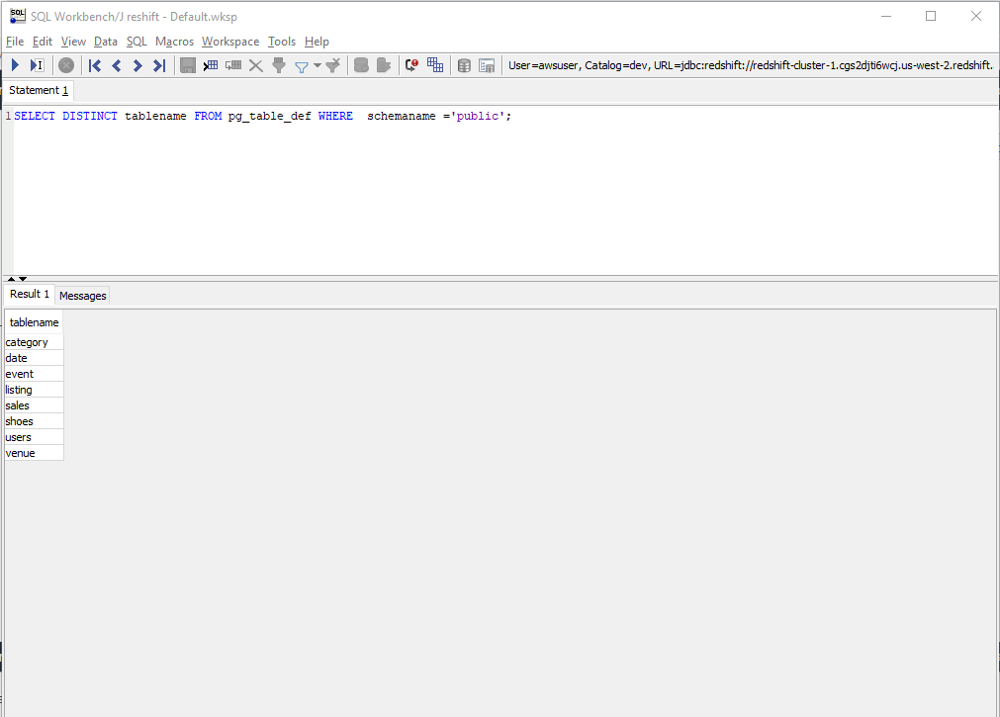 SQL Workbench/J reshift - Default.wksp
File Edit View Data SQL Macros Workspace Tools Help
User=awsuser, Catalog=dev, URL=jdbc:redshift://redshift-cluster-1.cgs2djti6wcj.us-west-2.redshift.
Statement 1
1 SELECT DISTINCT tablename FROM pg_table_def WHERE  schemaname ='public';
Result 1 Messages
tablename
category
date
event
listing
sales
shoes
users
venue